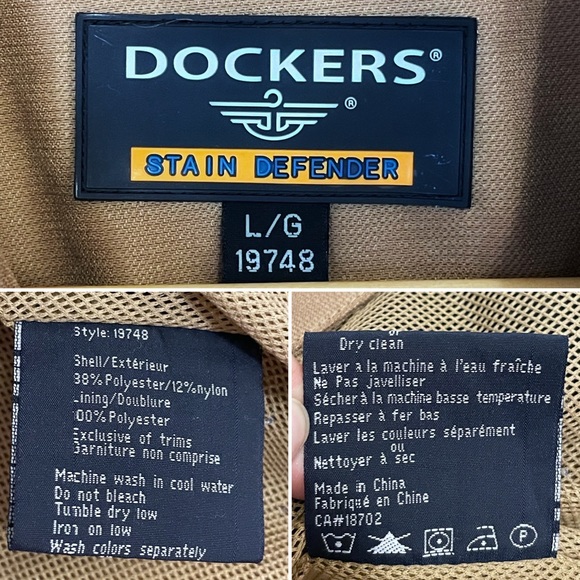 DOCKERS®
®
STAIN DEFENDER
L/G
19748
Style: 19748
Shell/Extérieur
88% Polyester/12% nylon
Lining/Doublure
100% Polyester
Exclusive of trims
Garniture non comprise
Machine wash in cool water
Do not bleach
Tumble dry low
Iron on low
Wash colors separately
or
Dry clean
Laver a la machine à l'eau fraîche
Ne Pas javelliser
Sécher à la machine basse temperature
Repasser à fer bas
Laver les couleurs séparément
ou
Nettoyer à sec
Made in China
Fabriqué en Chine
CA#18702
P